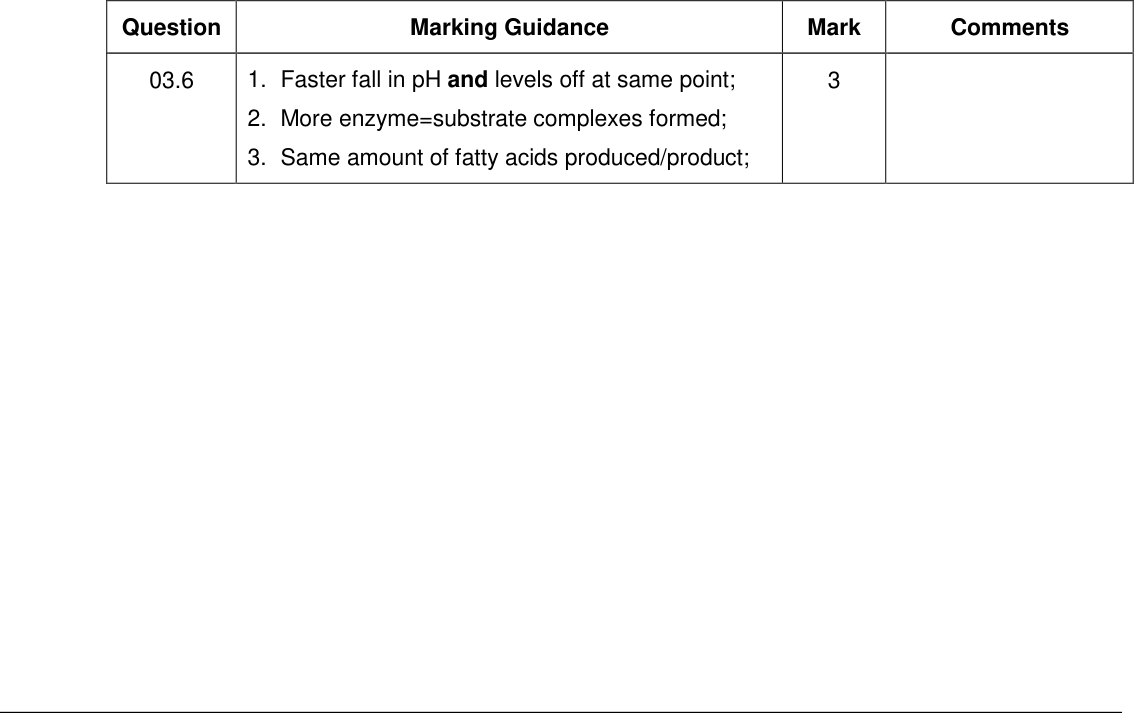 Question Marking Guidance Mark Comments
03.6 1. Faster fall in pH and levels off at same point; 3
2. More enzyme=substrate complexes formed;
3. Same amount of fatty acids produced/product;